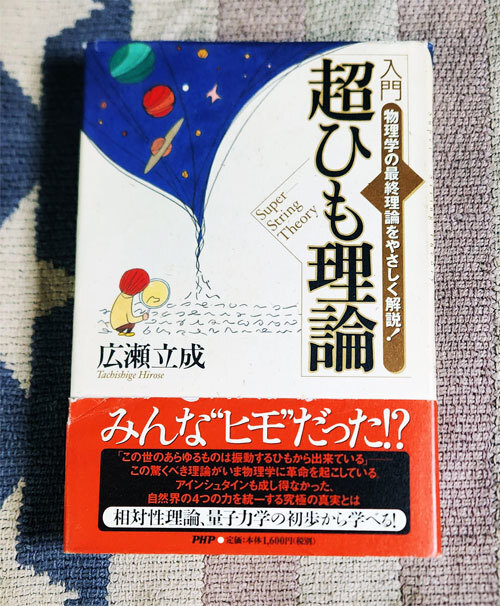 入門
超ひも理論
物理学の最終理論をやさしく解説！
Super
String
Theory
広瀬立成
Tachishige Hirose
みんな“ヒモ”だった!?
「この世のあらゆるものは振動するひもから出来ている」
この驚くべき理論がいま物理学に革命を起こしている。
アインシュタインも成し得なかった、
自然界の4つの力を統一する究極の真実とは
相対性理論、量子力学の初歩から学べる！
PHP ●定価：本体1,600円（税別）